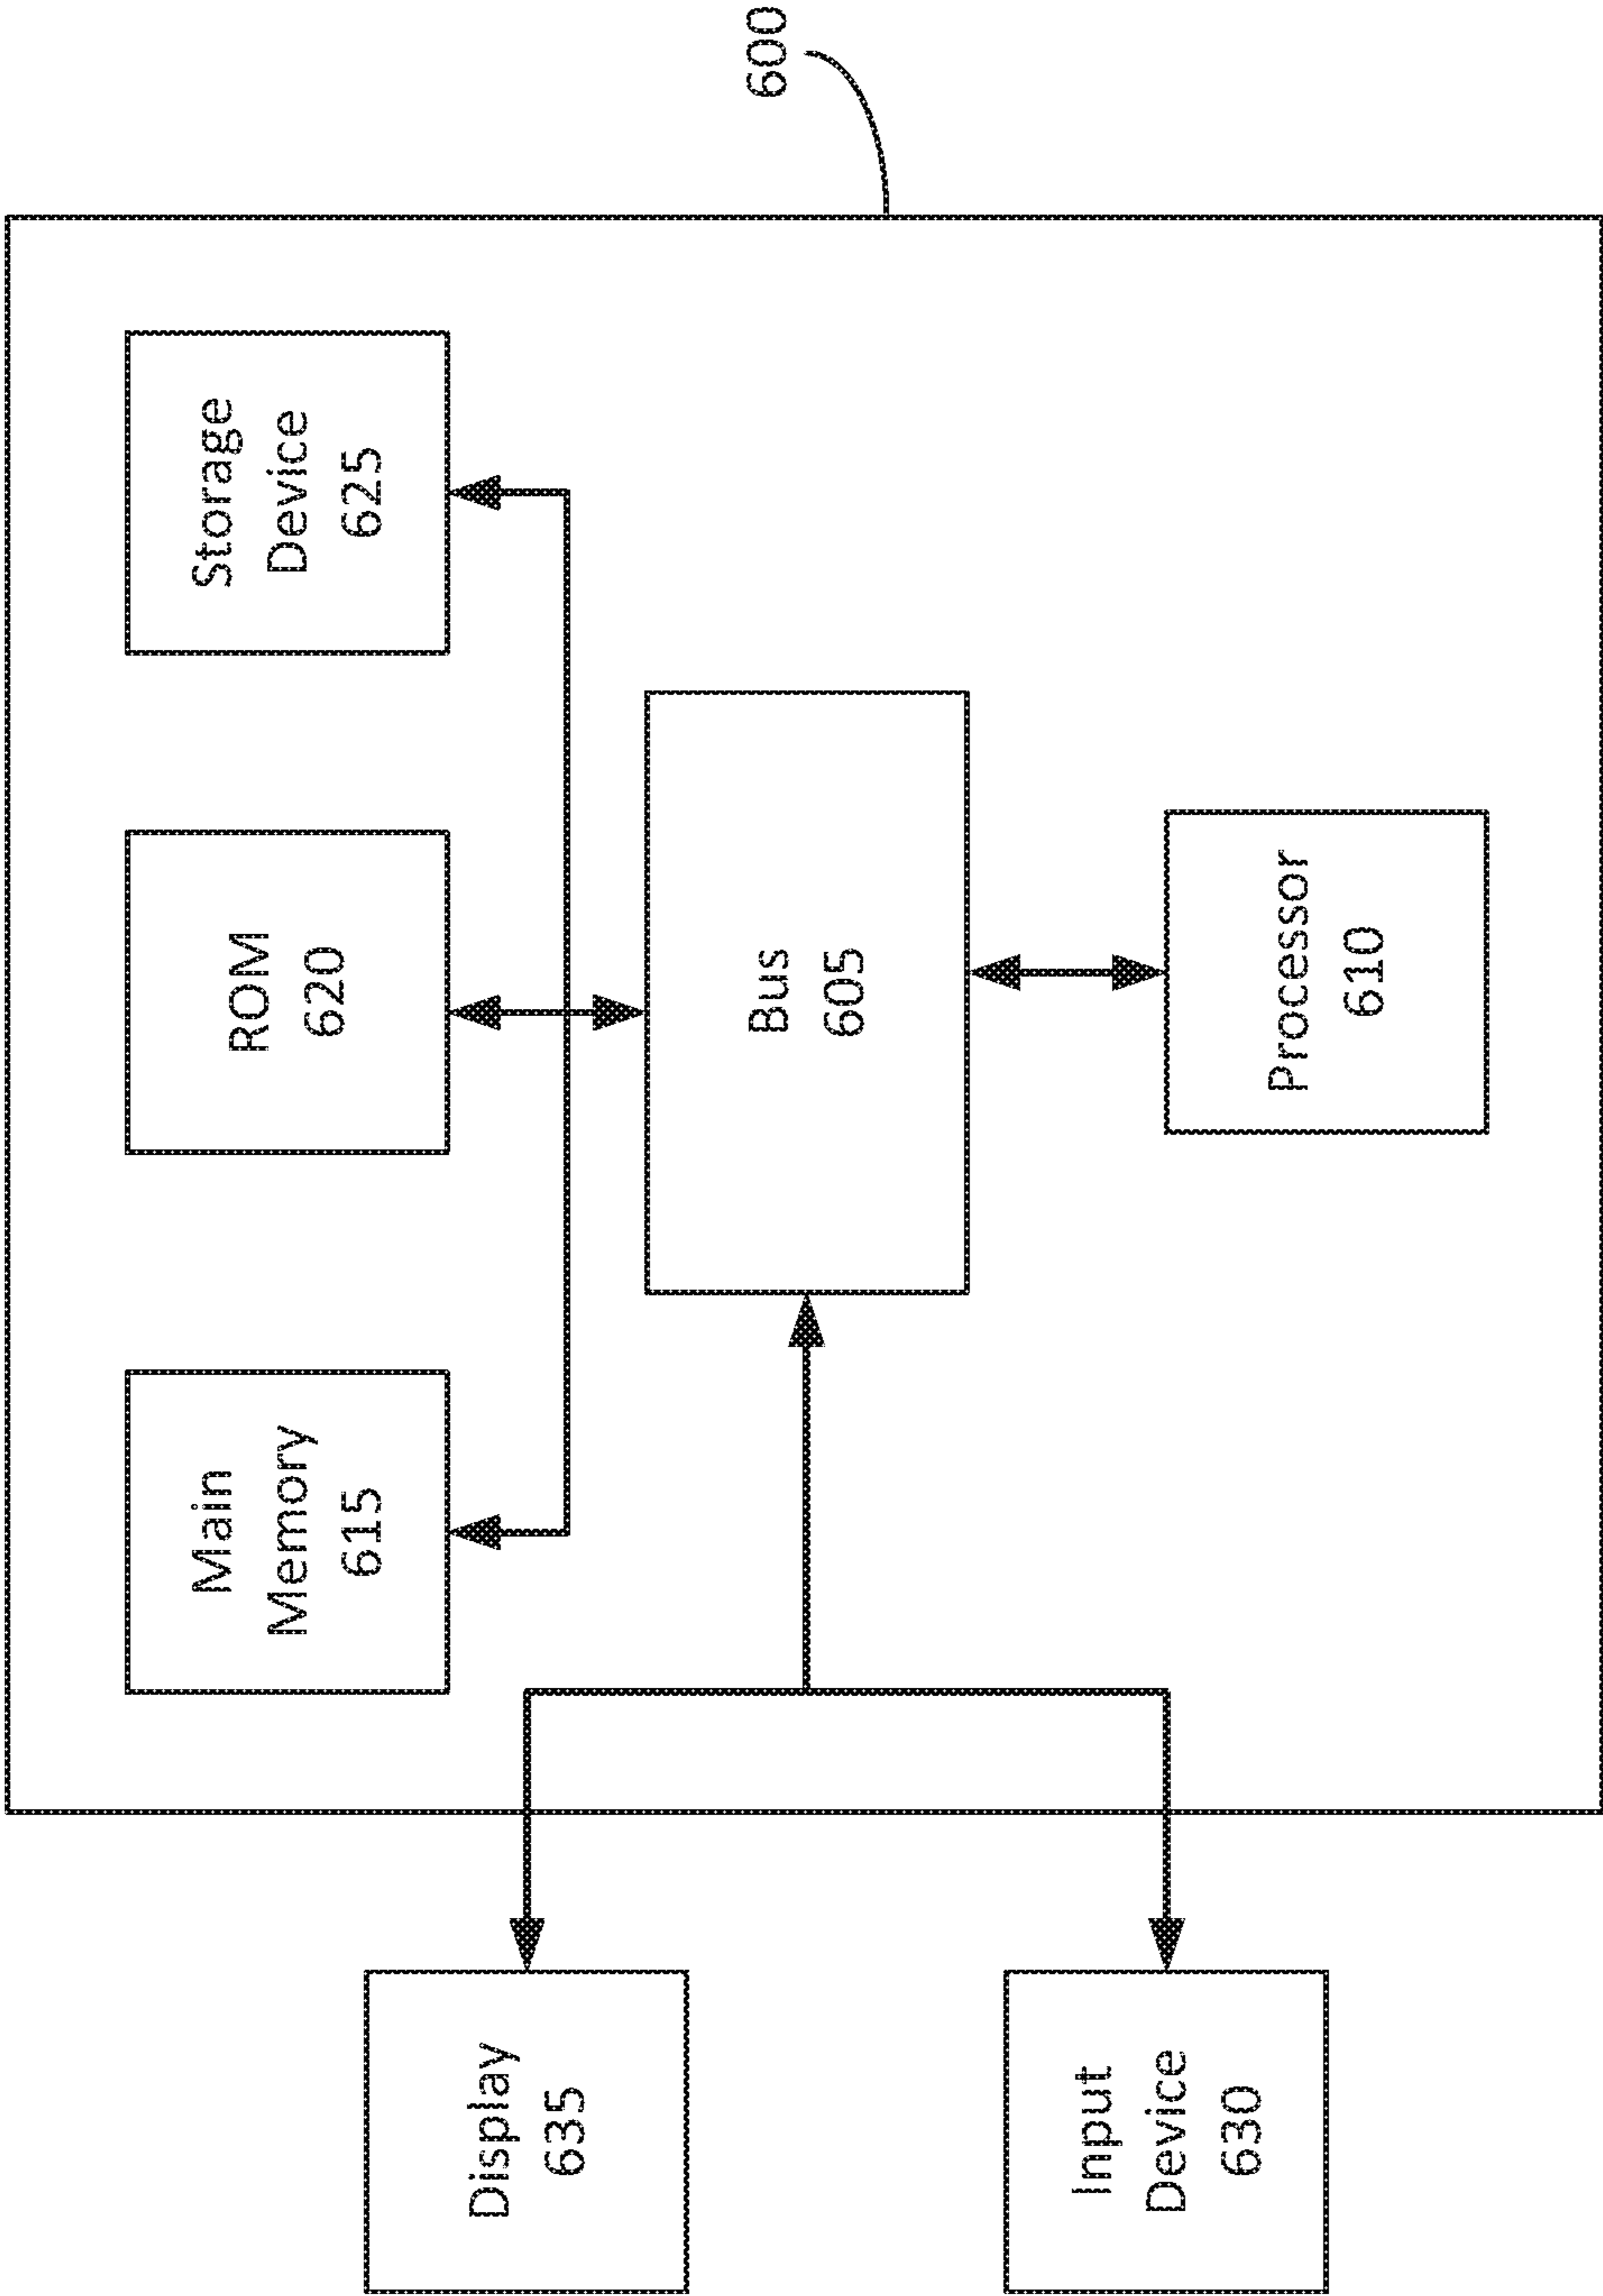 600
Display
635
Main
Memory
615
ROM
620
Storage
Device
625
Bus
605
Input
Device
630
Processor
610